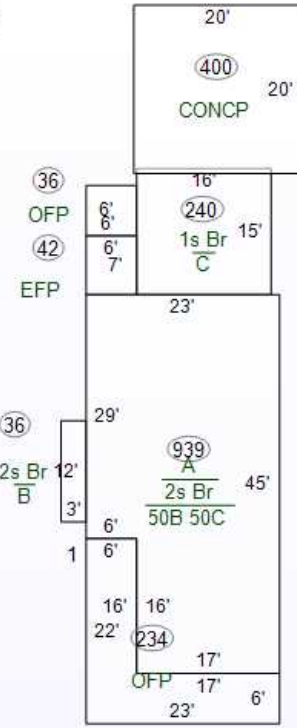 20'
400
20'
CONCP
36
16'
OFP
6'
6'
240
15'
1s Br
C
42
6'
7'
EFP
23'
29'
36
939
A
2s Br
12'
45'
2s Br
B
50B 50C
3'
6'
1
6'
16'
16'
22'
234
17'
OFP
17'
6'
23'